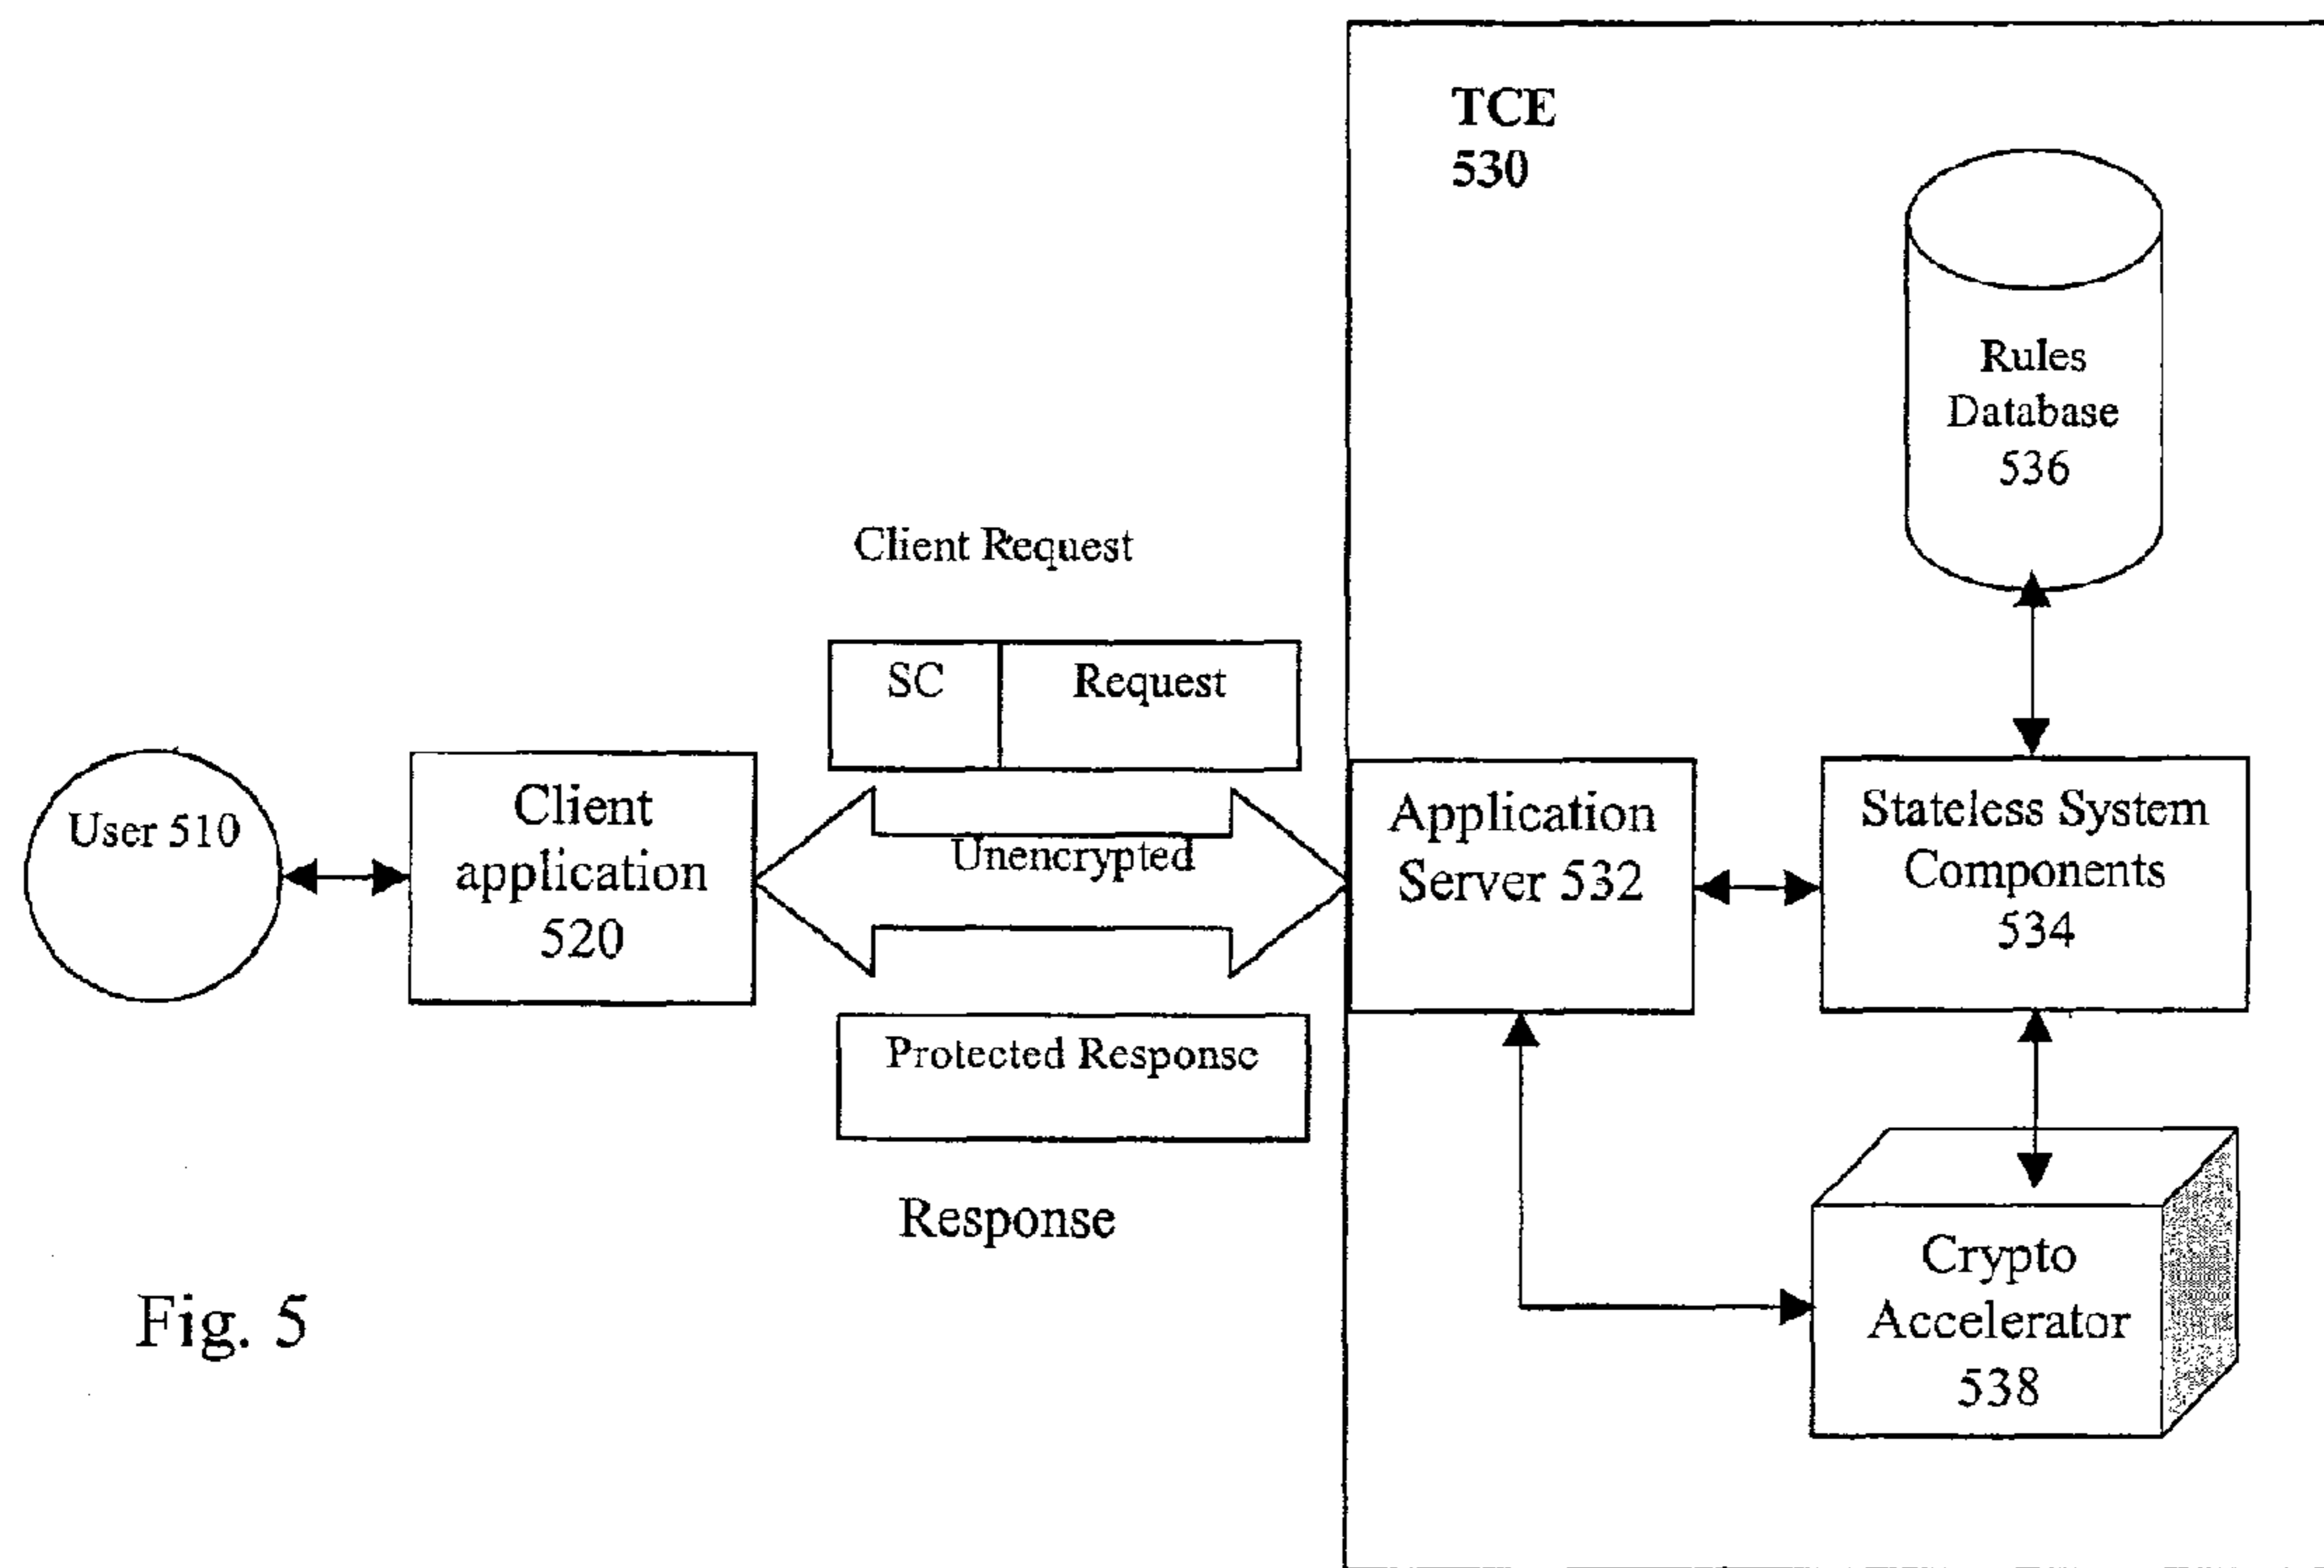 TCE
530
Rules
Database
536
Client Request
SC
Request
User 510
Client
application
520
Unencrypted
Application
Server 532
Stateless System
Components
534
Protected Response
Response
Crypto
Accelerator
538
Fig. 5